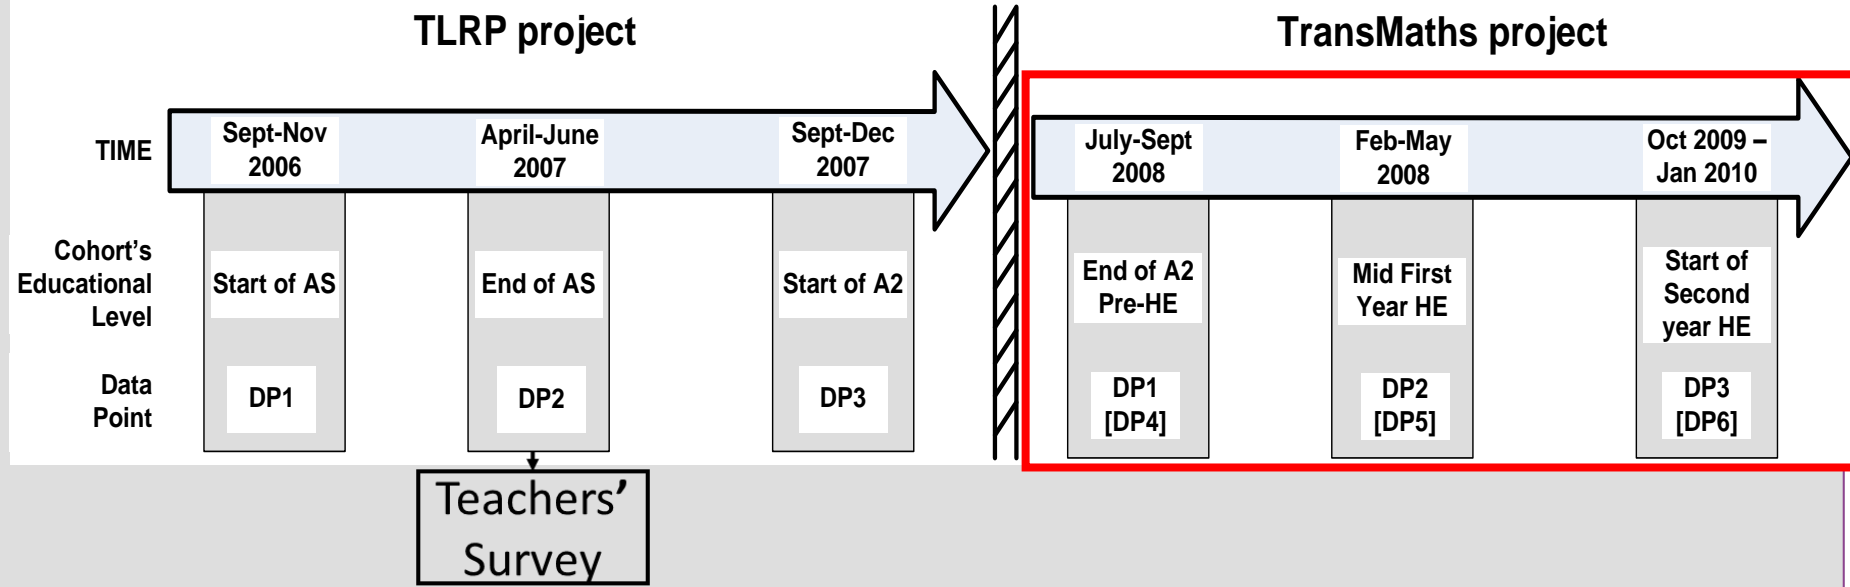 TLRP project
TransMaths project
TIME
Sept-Nov
2006
April-June
2007
Sept-Dec
2007
July-Sept
2008
Feb-May
2008
Oct 2009 –
Jan 2010
Cohort's
Educational
Level
Start of AS
End of AS
Start of A2
End of A2
Pre-HE
Mid First
Year HE
Start of
Second
year HE
Data
Point
DP1
DP2
DP3
DP1
[DP4]
DP2
[DP5]
DP3
[DP6]
Teachers'
Survey